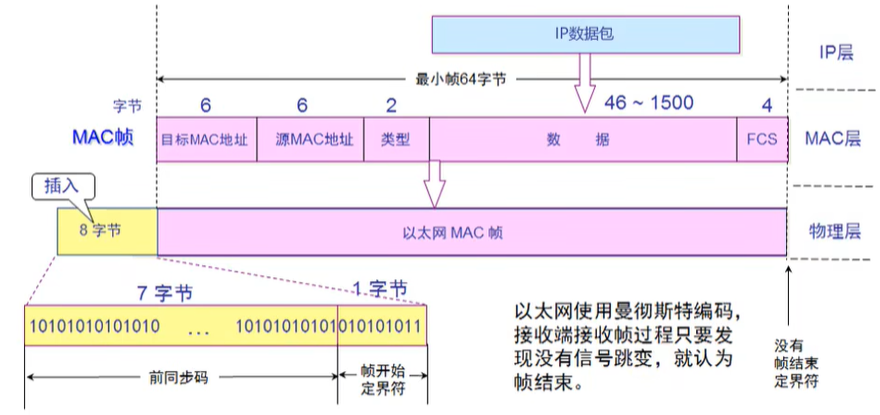 IP数据包
IP层
最小帧64字节
字节
6
6
2
46 ~ 1500
4
MAC帧
目标MAC地址
源MAC地址
类型
数 据
FCS
MAC层
插入
8 字节
以太网 MAC 帧
物理层
7 字节
1 字节
10101010101010 ... 10101010101010101011
前同步码
帧开始
定界符
以太网使用曼彻斯特编码，
接收端接收帧过程只要发
现没有信号跳变，就认为
帧结束。
没有
帧结束
定界符